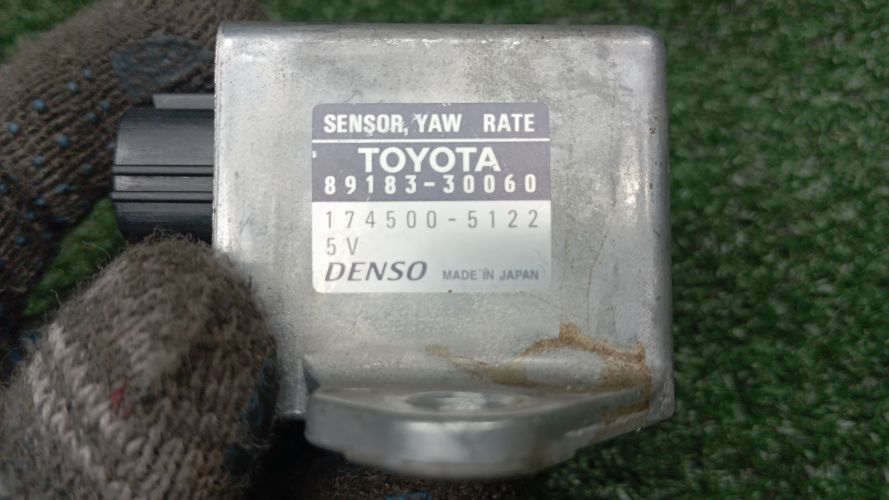 SENSOR, YAW RATE
TOYOTA
89183-30060
174500-5122
5V
DENSO MADE IN JAPAN